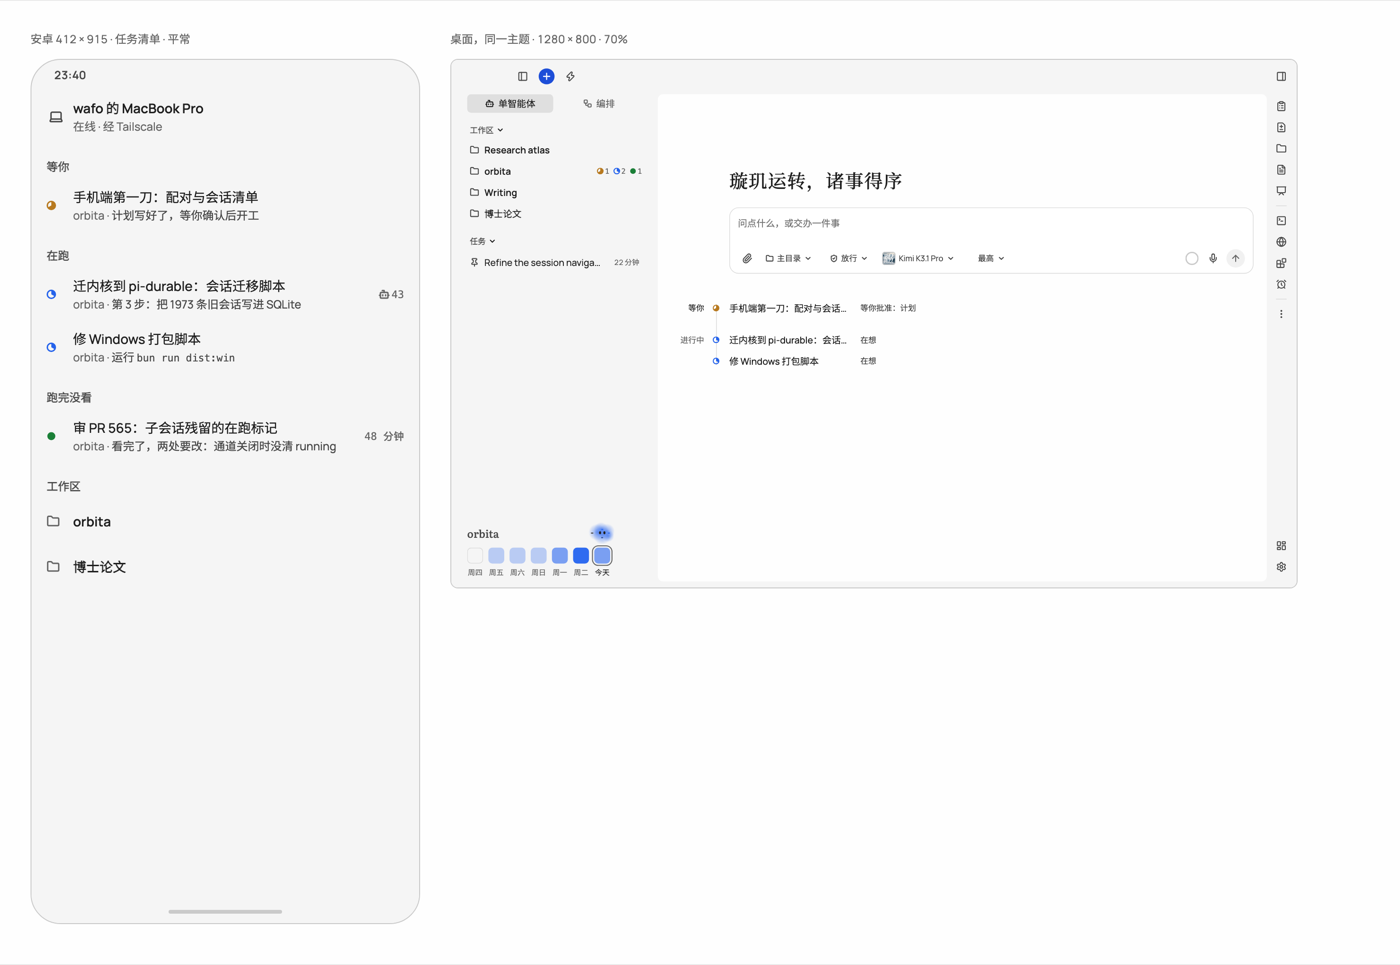 安卓 412 × 915 · 任务清单 · 平常
23:40
wafo 的 MacBook Pro
在线 · 经 Tailscale
等你
手机端第一刀：配对与会话清单
orbita · 计划写好了，等你确认后开工
在跑
迁内核到 pi-durable：会话迁移脚本
43
orbita · 第 3 步：把 1973 条旧会话写进 SQLite
修 Windows 打包脚本
orbita · 运行 bun run dist:win
跑完没看
审 PR 565：子会话残留的在跑标记
48 分钟
orbita · 看完了，两处要改：通道关闭时没清 running
工作区
orbita
博士论文
桌面，同一主题 · 1280 × 800 · 70%
单智能体
编排
工作区
Research atlas
orbita
1 2 1
Writing
博士论文
任务
Refine the session naviga...
22 分钟
orbita
周四 周五 周六 周日 周一 周二 今天
璇玑运转，诸事得序
问点什么，或交办一件事
主目录 放行 Kimi K3.1 Pro 最高
等你 手机端第一刀：配对与会话... 等你批准：计划
进行中 迁内核到 pi-durable：会话... 在想
修 Windows 打包脚本 在想